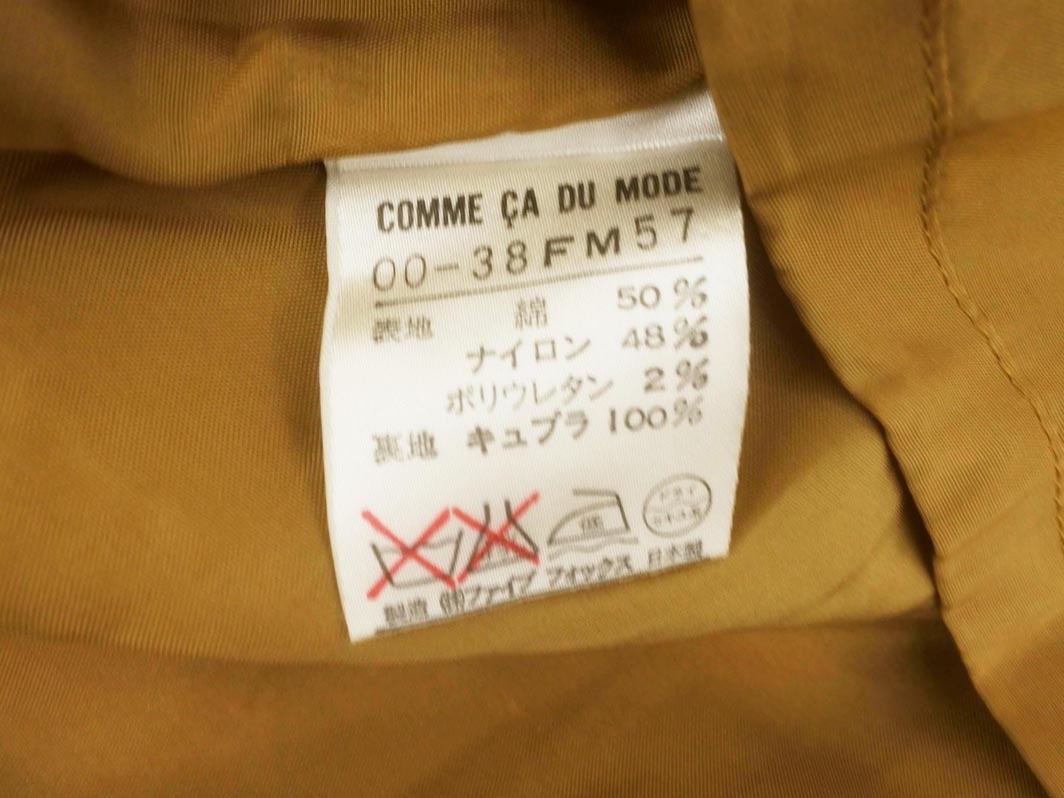 COMME ÇA DU MODE
00-38FM57
表地 綿 50%
ナイロン 48%
ポリウレタン 2%
裏地 キュプラ 100%
低
製造 ㈱ファイブ フォックス 日本製